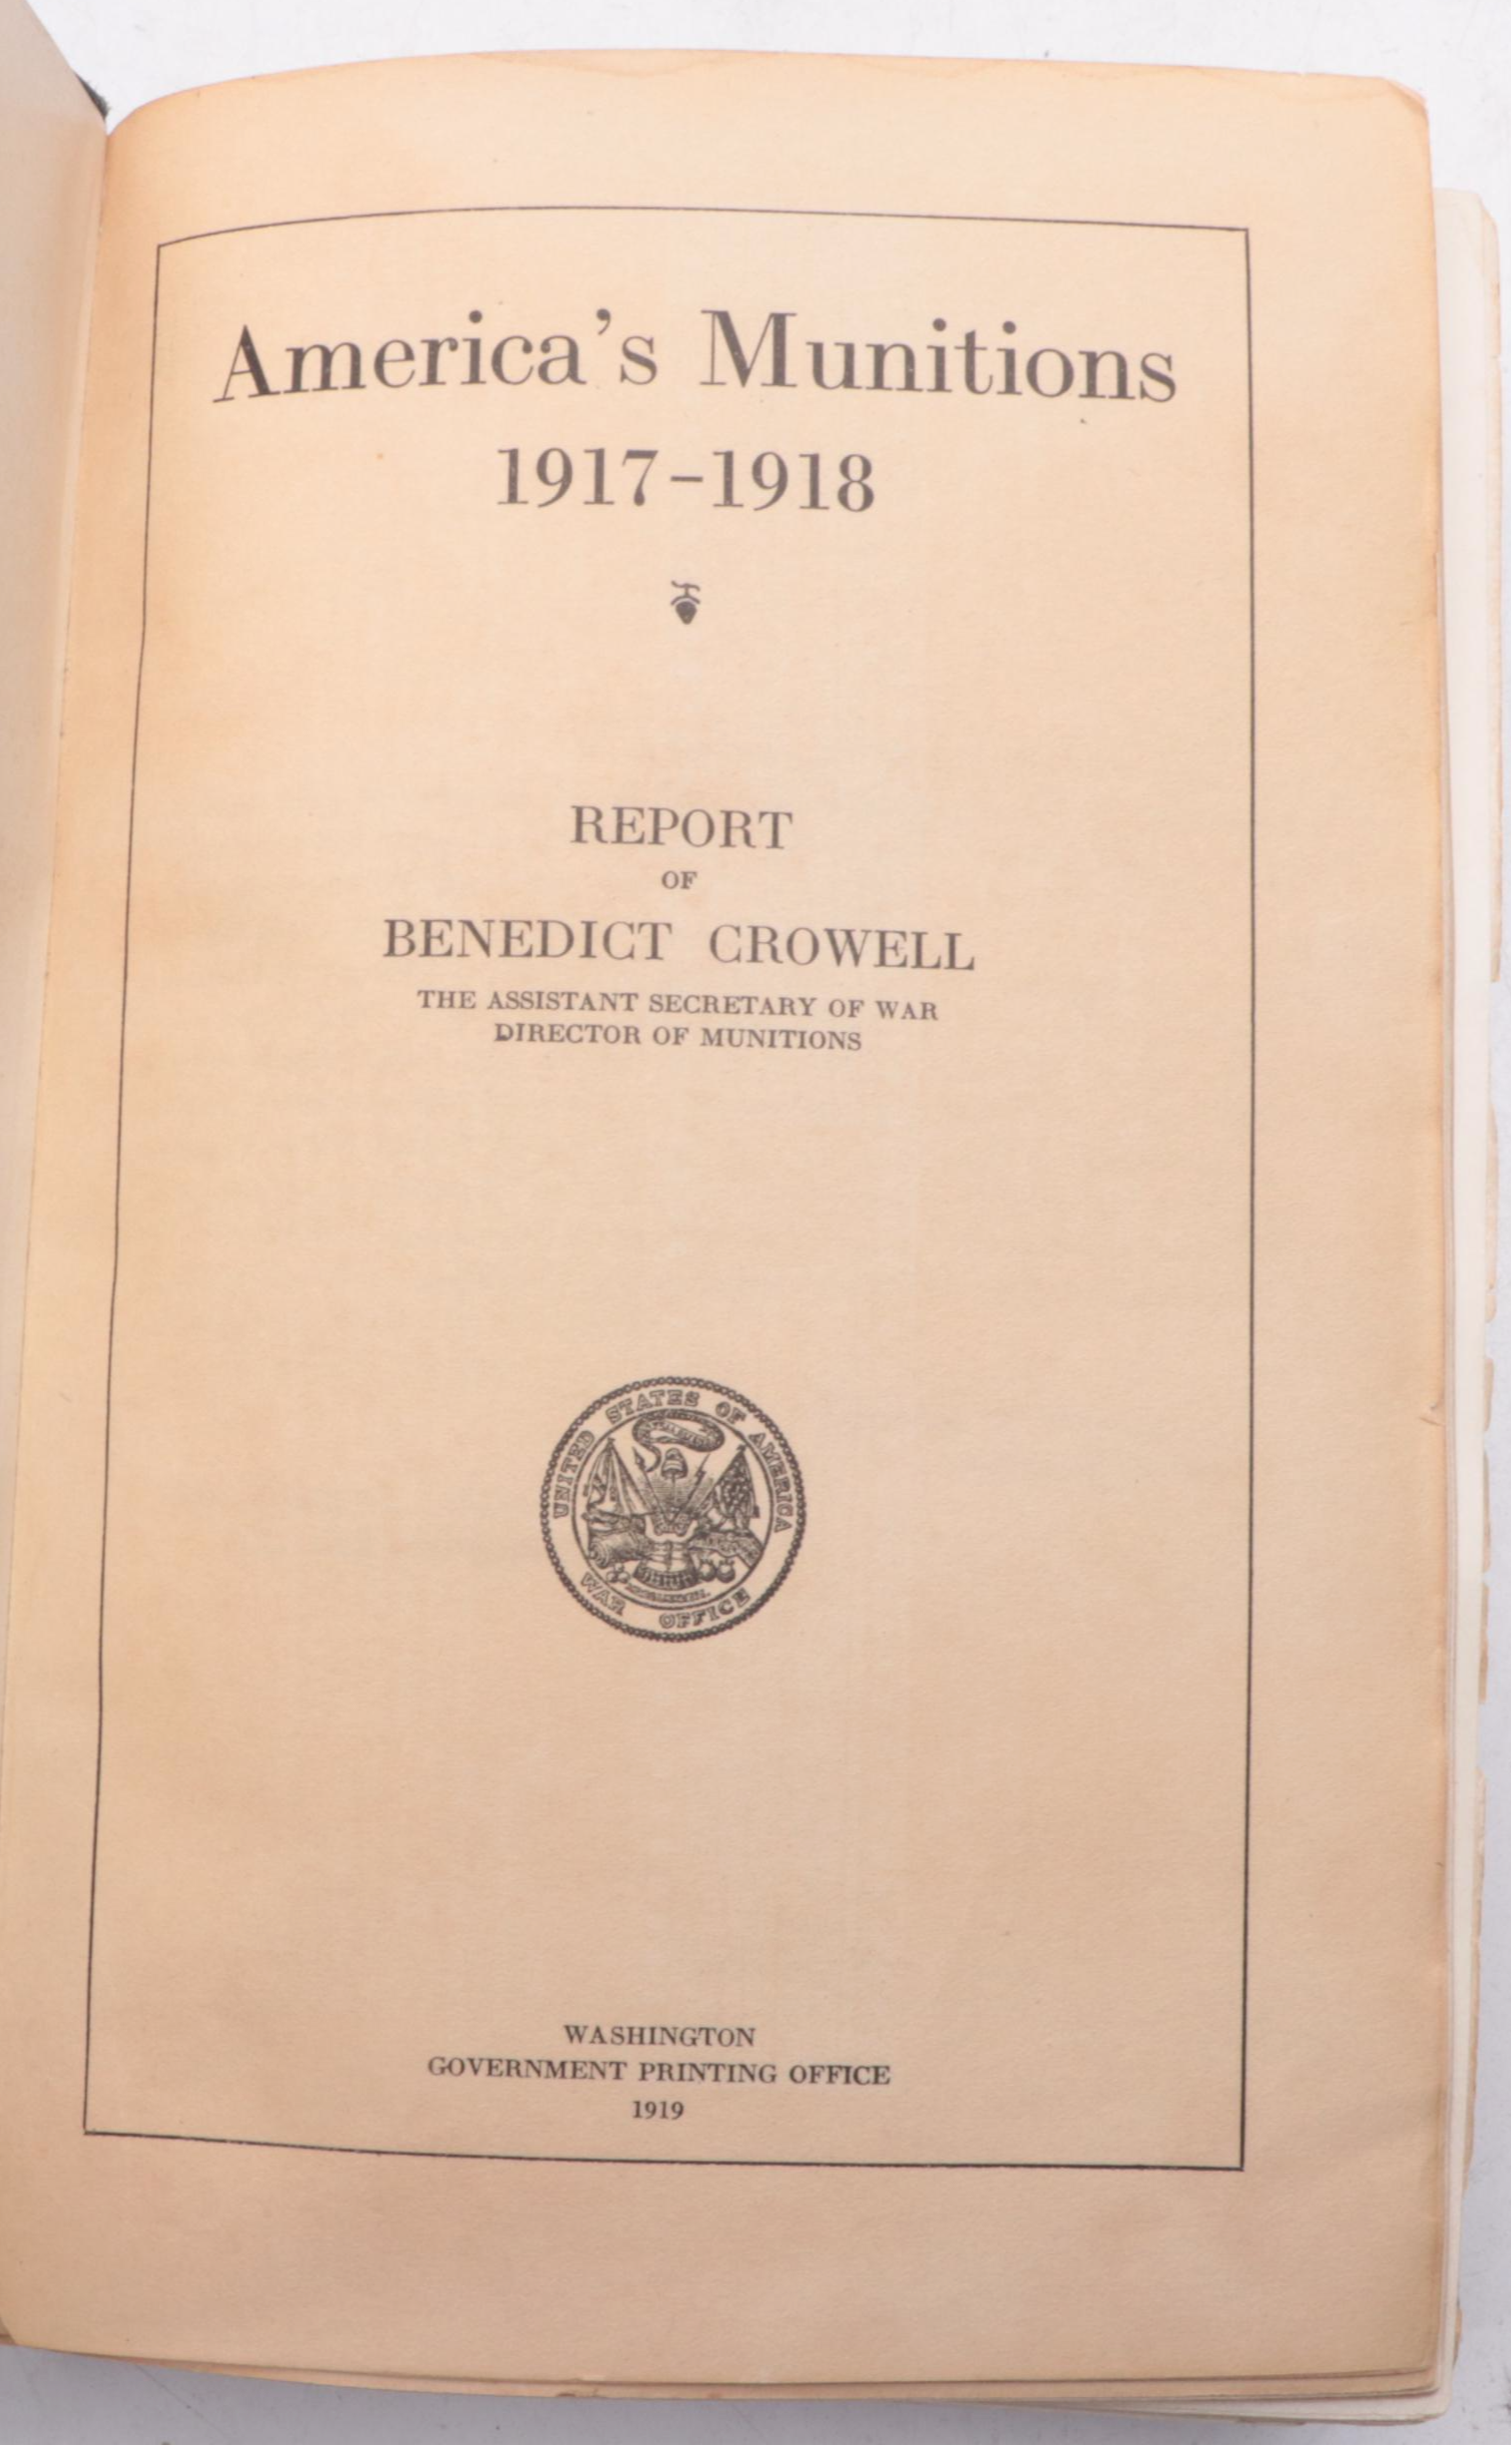 America's Munitions
1917-1918
REPORT
OF
BENEDICT CROWELL
THE ASSISTANT SECRETARY OF WAR
DIRECTOR OF MUNITIONS
UNITED STATES OF AMERICA
WAR OFFICE
WASHINGTON
GOVERNMENT PRINTING OFFICE
1919